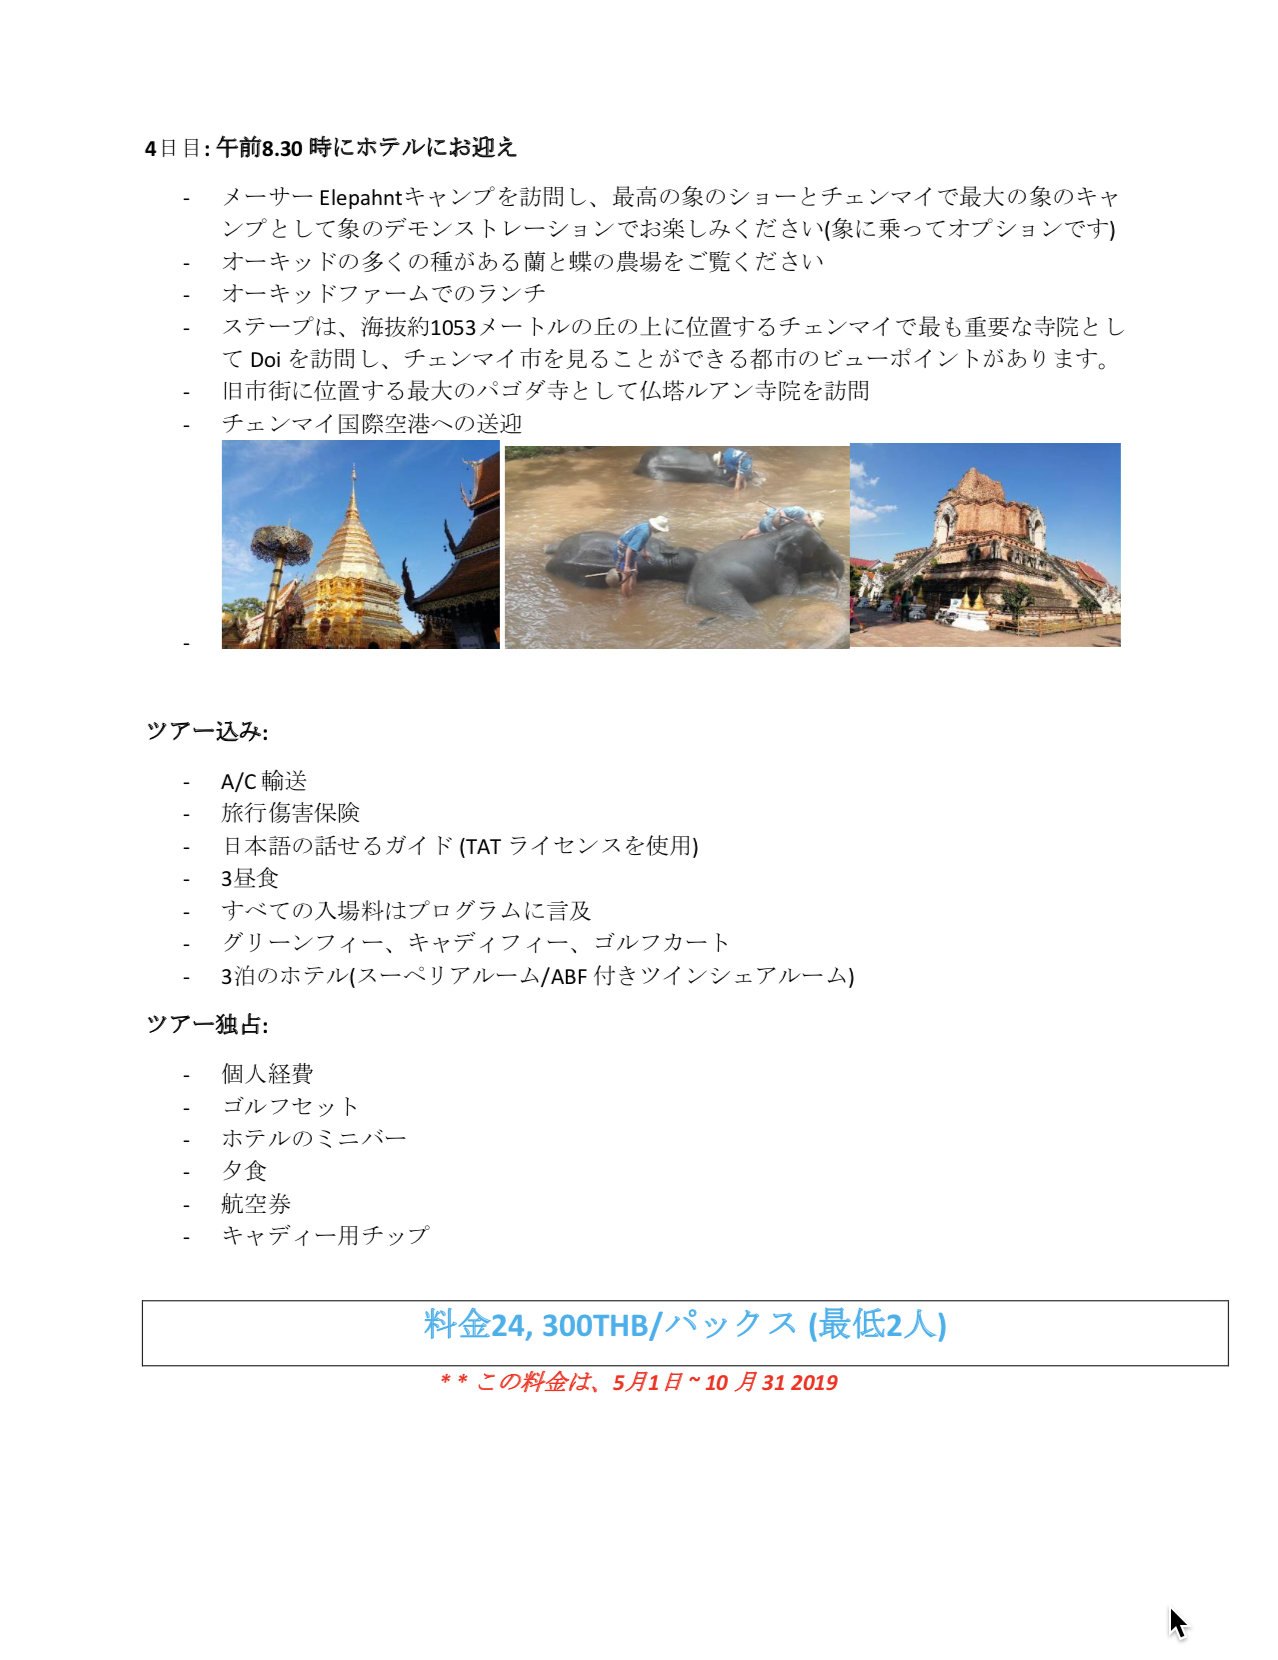 4日目: 午前8.30 時にホテルにお迎え
- メーサー Elepahntキャンプを訪問し、最高の象のショーとチェンマイで最大の象のキャ
ンプとして象のデモンストレーションでお楽しみください(象に乗ってオプションです)
- オーキッドの多くの種がある蘭と蝶の農場をご覧ください
- オーキッドファームでのランチ
- ステープは、海抜約1053メートルの丘の上に位置するチェンマイで最も重要な寺院とし
て Doi を訪問し、チェンマイ市を見ることができる都市のビューポイントがあります。
- 旧市街に位置する最大のパゴダ寺として仏塔ルアン寺院を訪問
- チェンマイ国際空港への送迎
-
ツアー込み:
- A/C 輸送
- 旅行傷害保険
- 日本語の話せるガイド (TAT ライセンスを使用)
- 3昼食
- すべての入場料はプログラムに言及
- グリーンフィー、キャディフィー、ゴルフカート
- 3泊のホテル(スーペリアルーム/ABF 付きツインシェアルーム)
ツアー独占:
- 個人経費
- ゴルフセット
- ホテルのミニバー
- 夕食
- 航空券
- キャディー用チップ
料金24, 300THB/パックス (最低2人)
* * この料金は、5月1日 ~ 10 月 31 2019